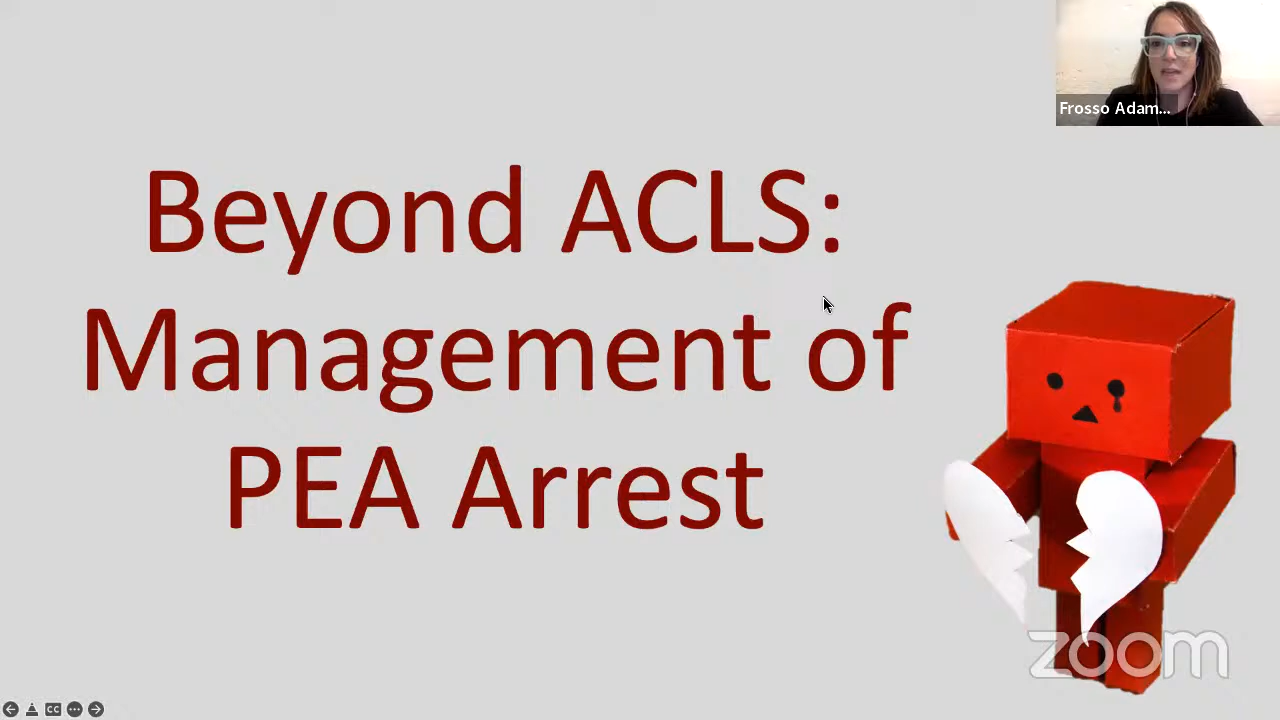 Frosso Adam...
Beyond ACLS:
Management of
PEA Arrest
zoom
CC